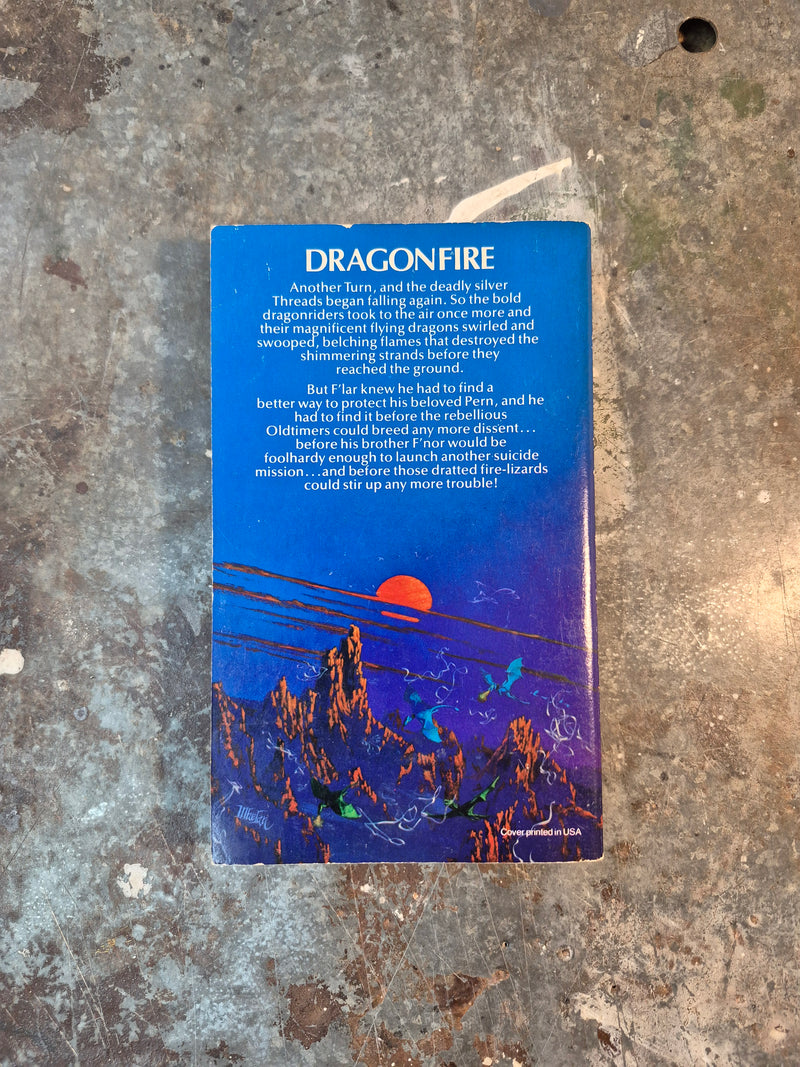 DRAGONFIRE
Another Turn, and the deadly silver
Threads began falling again. So the bold
dragonriders took to the air once more and
their magnificent flying dragons swirled and
swooped, belching flames that destroyed the
shimmering strands before they
reached the ground.
But F'lar knew he had to find a
better way to protect his beloved Pern, and he
had to find it before the rebellious
Oldtimers could breed any more dissent...
before his brother F'nor would be
foolhardy enough to launch another suicide
mission...and before those dratted fire-lizards
could stir up any more trouble!
Whelan
Cover printed in USA